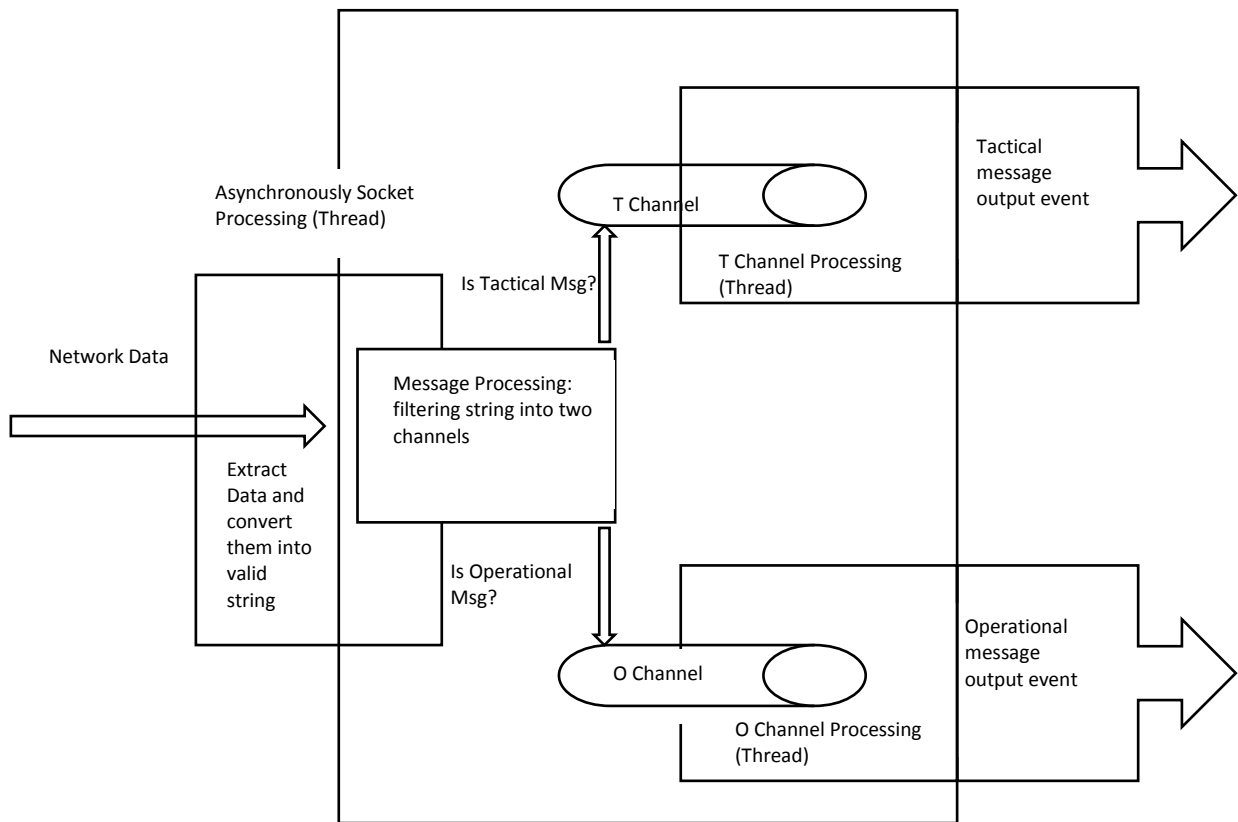 Tactical
message
output event
Asynchronously Socket
Processing (Thread)
T Channel
T Channel Processing
(Thread)
Is Tactical Msg?
Network Data
Message Processing:
filtering string into two
channels
Extract
Data and
convert
them into
valid
string
Is Operational
Msg?
Operational
message
output event
O Channel
O Channel Processing
(Thread)